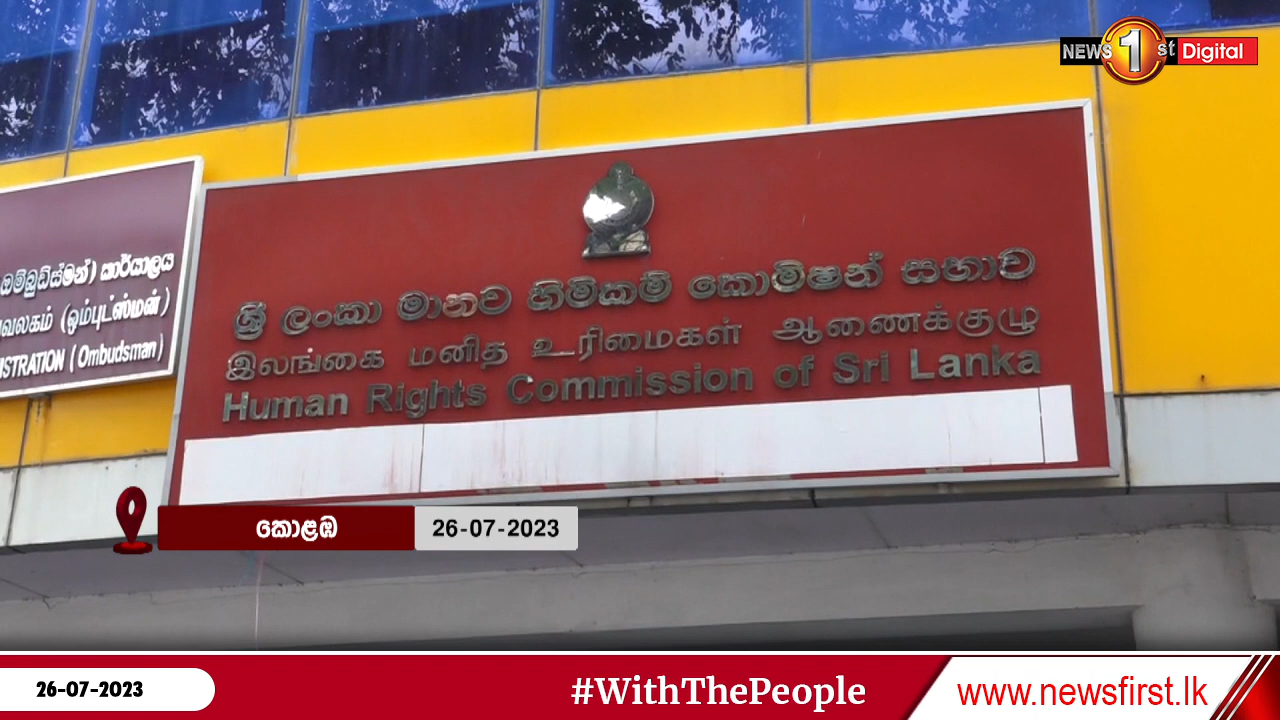 NEWS 1st Digital
ඔම්බුඩ්ස්මන්) කාර්යාලය
(ஓம்புட்ஸ்மன்)
(Ombudsman)
ශ්‍රී ලංකා මානව හිමිකම් කොමිෂන් සභාව
இலங்கை மனித உரிமைகள் ஆணைக்குழு
Human Rights Commission of Sri Lanka
කොළඹ
26-07-2023
26-07-2023
#WithThePeople
www.newsfirst.lk